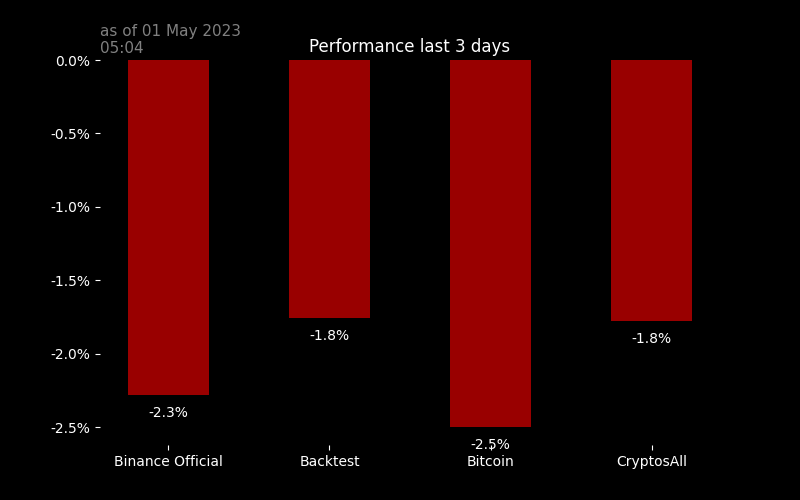 as of 01 May 2023
05:04
Performance last 3 days
0.0%
-0.5%
-1.0%
-1.5%
-2.0%
-2.5%
-2.3%
-1.8%
-2.5%
-1.8%
Binance Official
Backtest
Bitcoin
CryptosAll